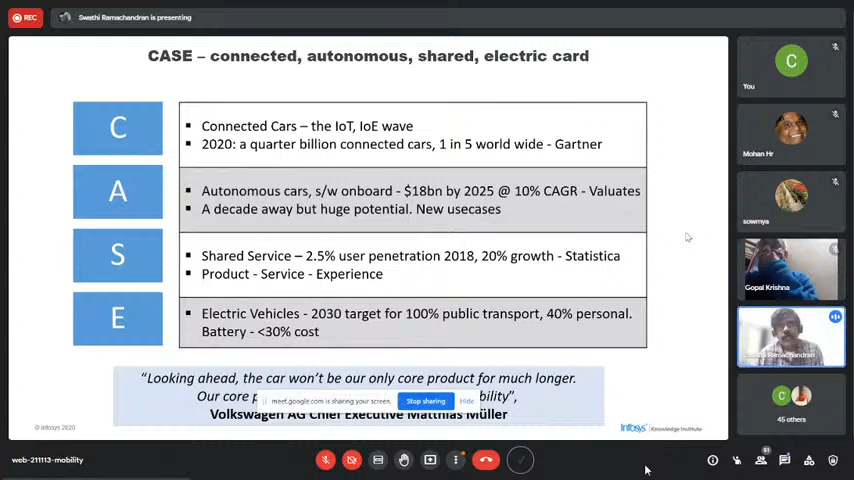 REC
Swathi Ramachandran is presenting
CASE – connected, autonomous, shared, electric card
C
Connected Cars – the IoT, IoE wave
2020: a quarter billion connected cars, 1 in 5 world wide - Gartner
A
Autonomous cars, s/w onboard - $18bn by 2025 @ 10% CAGR - Valuates
A decade away but huge potential. New usecases
S
Shared Service – 2.5% user penetration 2018, 20% growth - Statistica
Product - Service - Experience
E
Electric Vehicles - 2030 target for 100% public transport, 40% personal.
Battery - <30% cost
“Looking ahead, the car won’t be our only core product for much longer.
Our core
meet.google.com is sharing your screen.
Stop sharing
Hide
Volkswagen AG Chief Executive Matthias Müller
© Infosys 2020
Infosys | Knowledge Institute
C
You
Mohan Hr
sowmya
Gopal Krishna
Swathi Ramachandran
C
45 others
web-211113-mobility
51